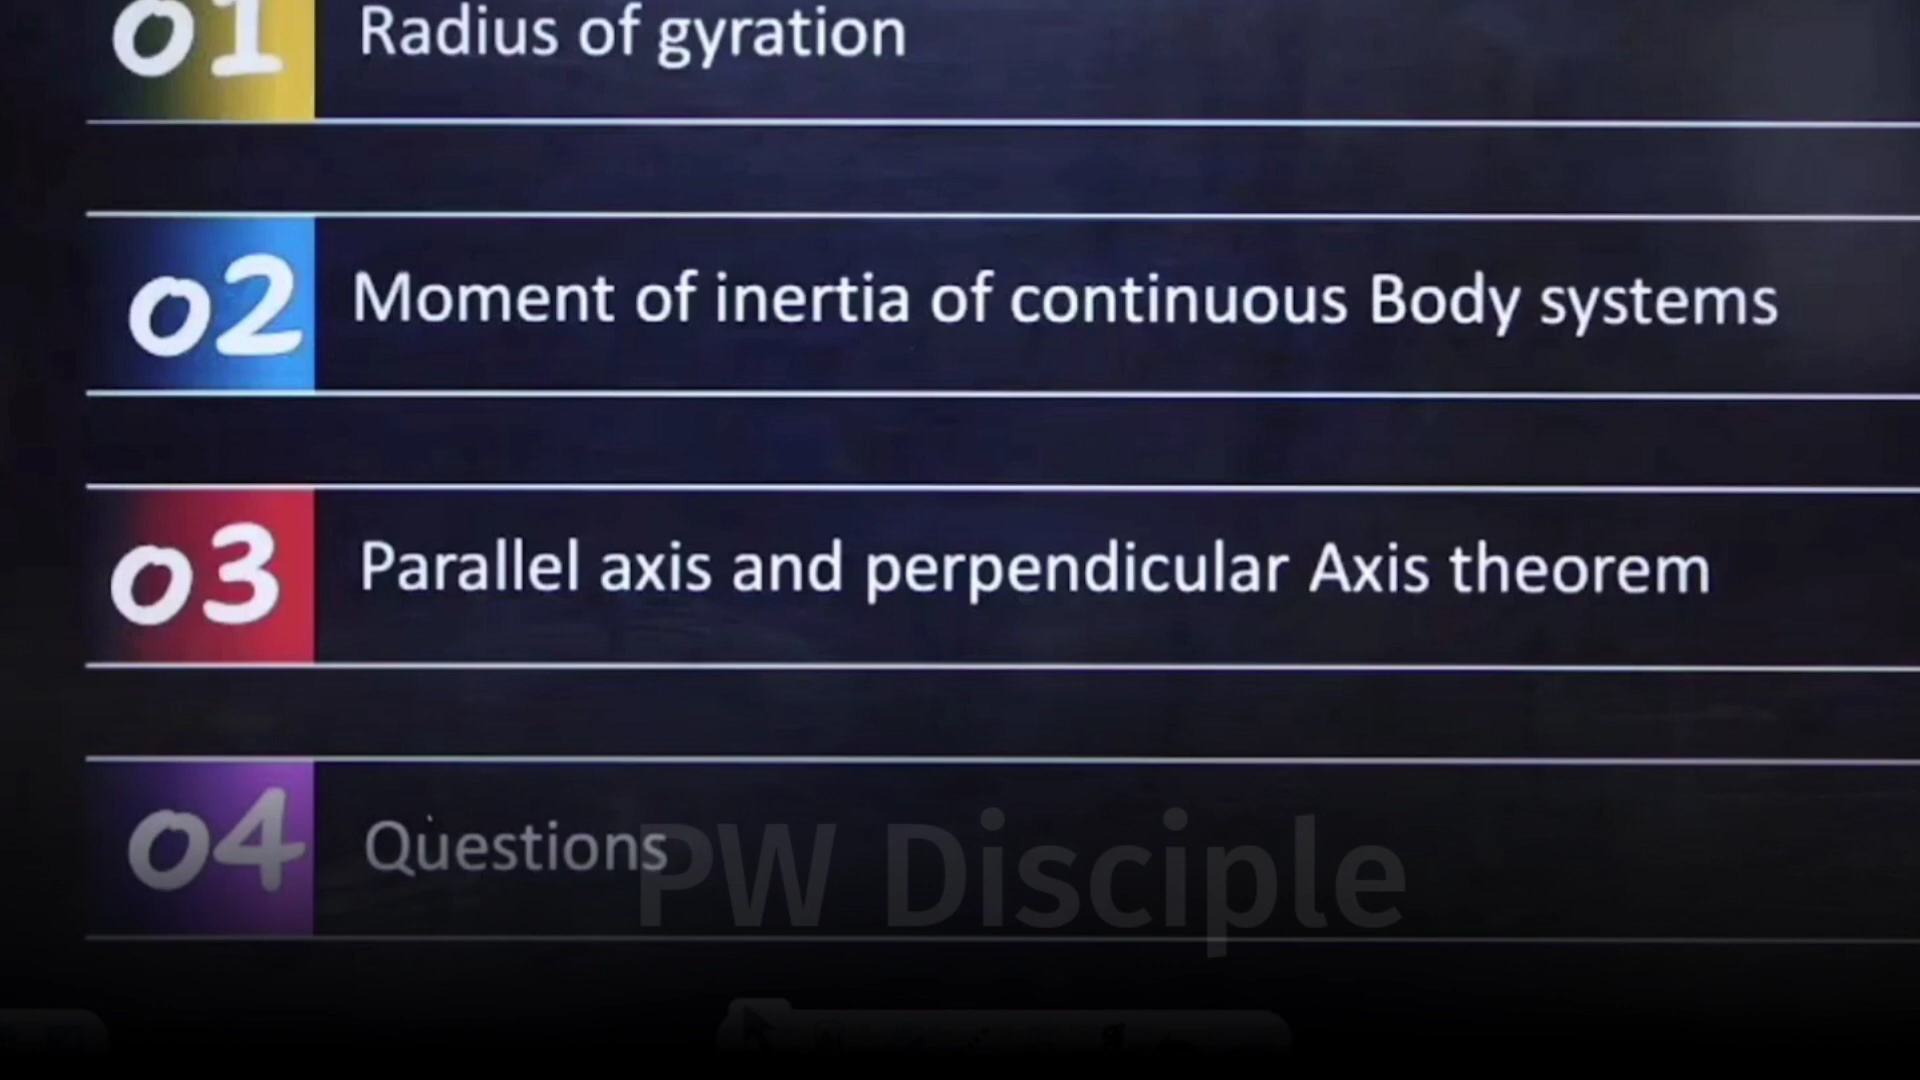 01 Radius of gyration
02 Moment of inertia of continuous Body systems
03 Parallel axis and perpendicular Axis theorem
04 Questions
PW Disciple